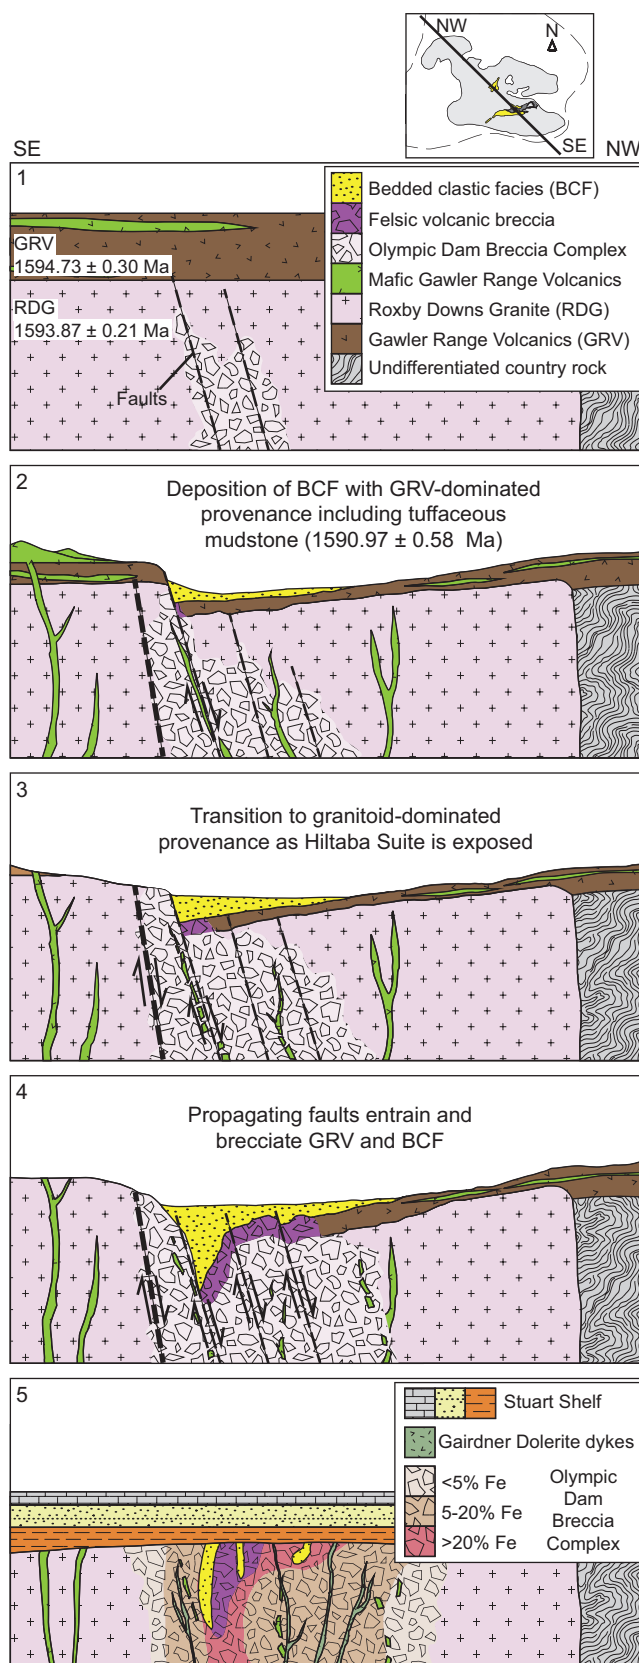 NW
N
SE
SE
NW
1
Bedded clastic facies (BCF)
Felsic volcanic breccia
Olympic Dam Breccia Complex
Mafic Gawler Range Volcanics
Roxby Downs Granite (RDG)
Gawler Range Volcanics (GRV)
Undifferentiated country rock
GRV
1594.73 ± 0.30 Ma
RDG
1593.87 ± 0.21 Ma
Faults
2
Deposition of BCF with GRV-dominated
provenance including tuffaceous
mudstone (1590.97 ± 0.58 Ma)
3
Transition to granitoid-dominated
provenance as Hiltaba Suite is exposed
4
Propagating faults entrain and
brecciate GRV and BCF
5
Stuart Shelf
Gairdner Dolerite dykes
<5% Fe
5-20% Fe
>20% Fe
Olympic
Dam
Breccia
Complex